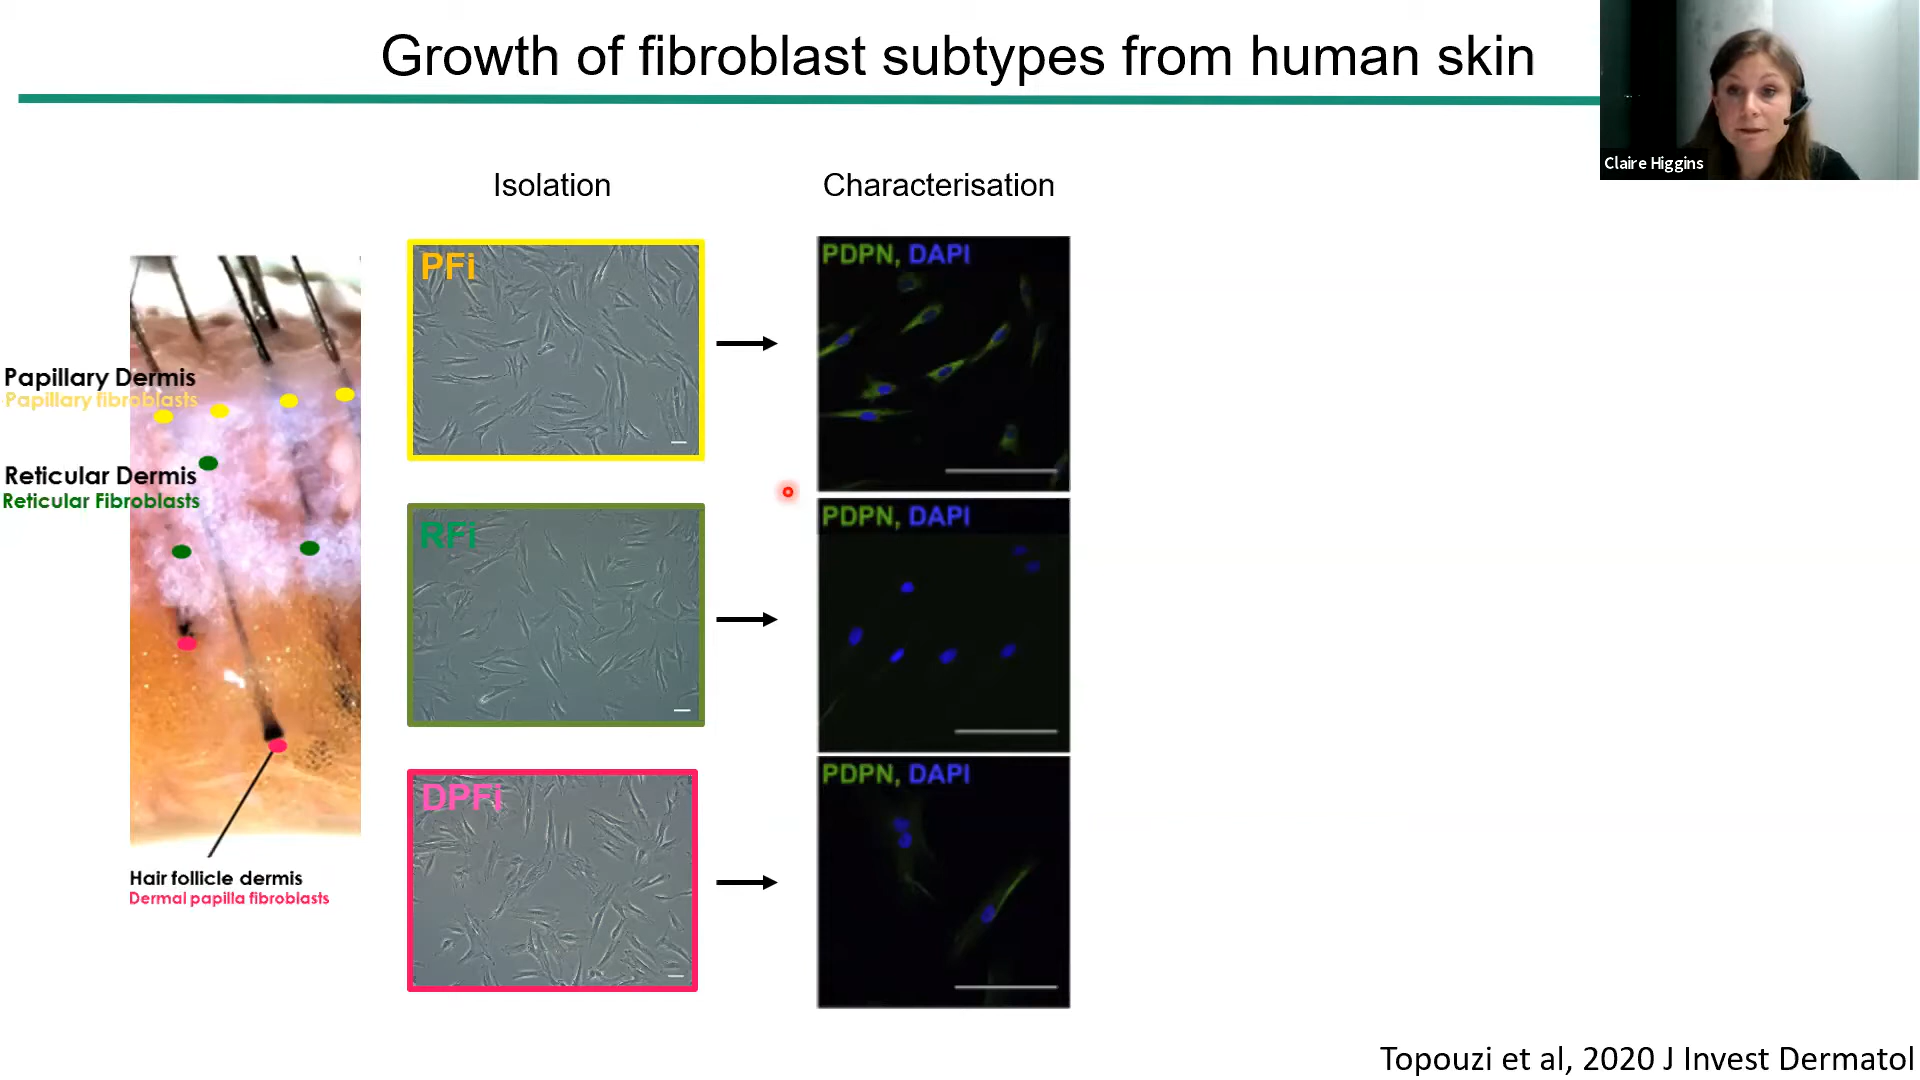 Growth of fibroblast subtypes from human skin
Claire Higgins
Isolation
Characterisation
Papillary Dermis
Papillary fibroblasts
Reticular Dermis
Reticular Fibroblasts
Hair follicle dermis
Dermal papilla fibroblasts
PFi
PDPN, DAPI
RFi
PDPN, DAPI
DPFi
PDPN, DAPI
Topouzi et al, 2020 J Invest Dermatol